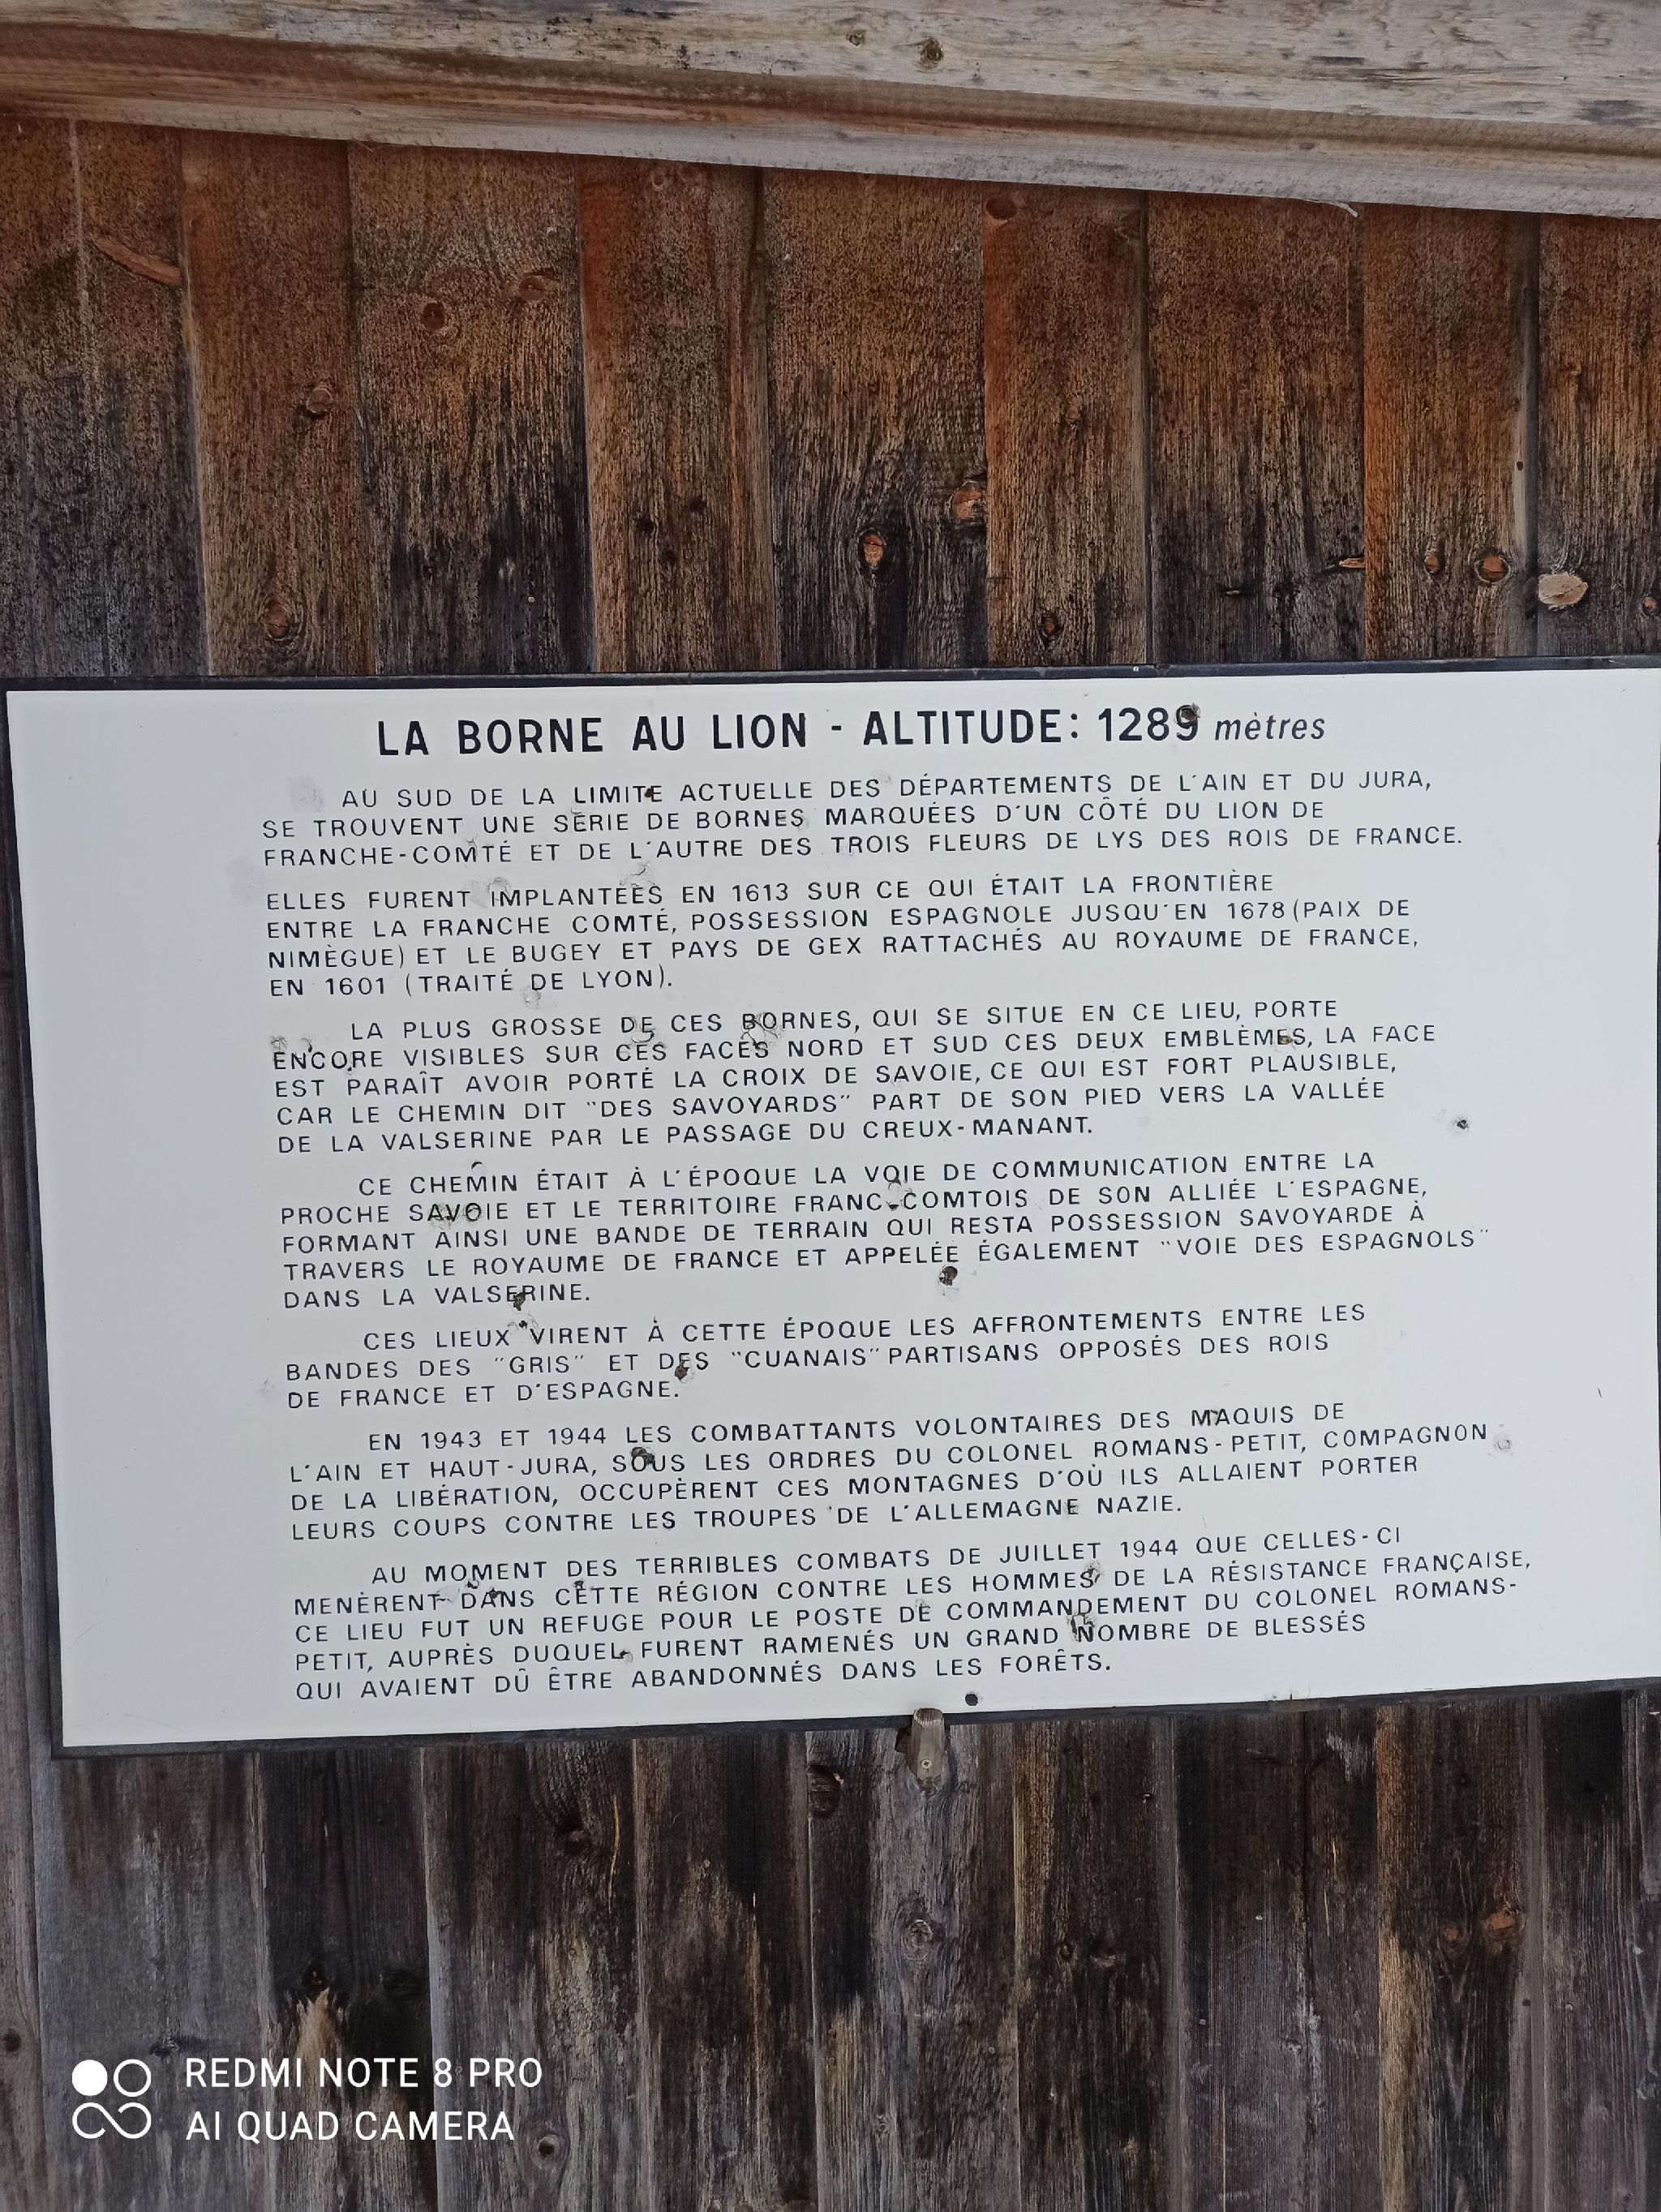 LA BORNE AU LION - ALTITUDE: 1289 mètres
AU SUD DE LA LIMITE ACTUELLE DES DÉPARTEMENTS DE L'AIN ET DU JURA,
SE TROUVENT UNE SÉRIE DE BORNES MARQUÉES D'UN CÔTÉ DU LION DE
FRANCHE-COMTÉ ET DE L'AUTRE DES TROIS FLEURS DE LYS DES ROIS DE FRANCE.
ELLES FURENT IMPLANTÉES EN 1613 SUR CE QUI ÉTAIT LA FRONTIÈRE
ENTRE LA FRANCHE COMTÉ, POSSESSION ESPAGNOLE JUSQU'EN 1678 (PAIX DE
NIMÈGUE) ET LE BUGEY ET PAYS DE GEX RATTACHÉS AU ROYAUME DE FRANCE,
EN 1601 (TRAITÉ DE LYON).
LA PLUS GROSSE DE CES BORNES, QUI SE SITUE EN CE LIEU, PORTE
ENCORE VISIBLES SUR CES FACES NORD ET SUD CES DEUX EMBLÈMES, LA FACE
EST PARAÎT AVOIR PORTÉ LA CROIX DE SAVOIE, CE QUI EST FORT PLAUSIBLE,
CAR LE CHEMIN DIT "DES SAVOYARDS" PART DE SON PIED VERS LA VALLÉE
DE LA VALSERINE PAR LE PASSAGE DU CREUX-MANANT.
CE CHEMIN ÉTAIT À L'ÉPOQUE LA VOIE DE COMMUNICATION ENTRE LA
PROCHE SAVOIE ET LE TERRITOIRE FRANC-COMTOIS DE SON ALLIÉE L'ESPAGNE,
FORMANT AINSI UNE BANDE DE TERRAIN QUI RESTA POSSESSION SAVOYARDE À
TRAVERS LE ROYAUME DE FRANCE ET APPELÉE ÉGALEMENT "VOIE DES ESPAGNOLS"
DANS LA VALSERINE.
CES LIEUX VIRENT À CETTE ÉPOQUE LES AFFRONTEMENTS ENTRE LES
BANDES DES "GRIS" ET DES "CUANAIS" PARTISANS OPPOSÉS DES ROIS
DE FRANCE ET D'ESPAGNE.
EN 1943 ET 1944 LES COMBATTANTS VOLONTAIRES DES MAQUIS DE
L'AIN ET HAUT-JURA, SOUS LES ORDRES DU COLONEL ROMANS-PETIT, COMPAGNON
DE LA LIBÉRATION, OCCUPÈRENT CES MONTAGNES D'OÙ ILS ALLAIENT PORTER
LEURS COUPS CONTRE LES TROUPES DE L'ALLEMAGNE NAZIE.
AU MOMENT DES TERRIBLES COMBATS DE JUILLET 1944 QUE CELLES-CI
MENÈRENT DANS CETTE RÉGION CONTRE LES HOMMES DE LA RÉSISTANCE FRANÇAISE,
CE LIEU FUT UN REFUGE POUR LE POSTE DE COMMANDEMENT DU COLONEL ROMANS-
PETIT, AUPRÈS DUQUEL FURENT RAMENÉS UN GRAND NOMBRE DE BLESSÉS
QUI AVAIENT DÛ ÊTRE ABANDONNÉS DANS LES FORÊTS.
REDMI NOTE 8 PRO
AI QUAD CAMERA